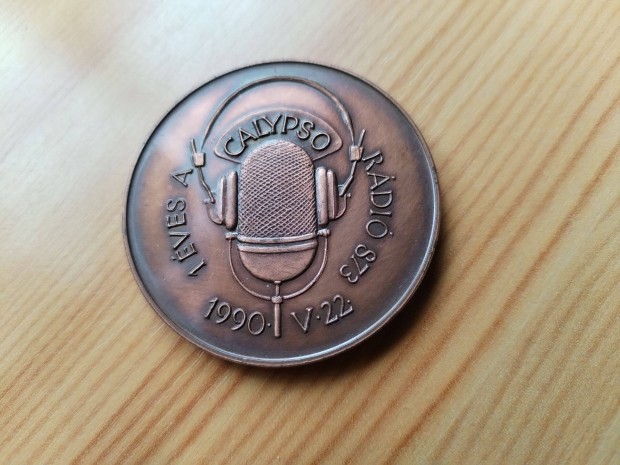 1 ÉVES A
CALYPSO
RÁDIÓ 873
1990. V. 22.